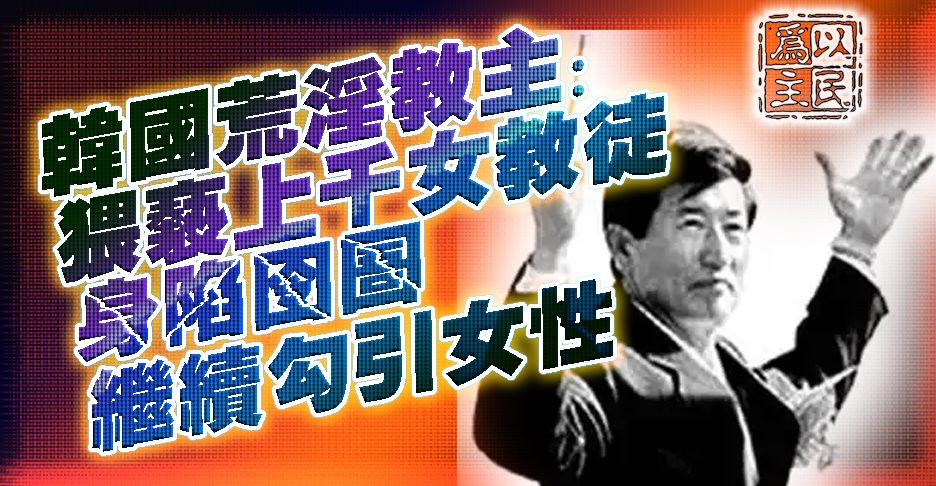 韓國荒淫教主:
猥褻上千女教徒
身陷囹圄
繼續勾引女性
以民
為主